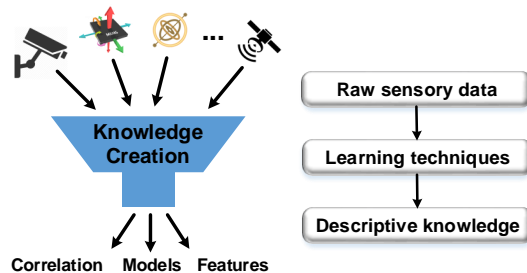 ...
Knowledge
Creation
Correlation Models Features
Raw sensory data
Learning techniques
Descriptive knowledge